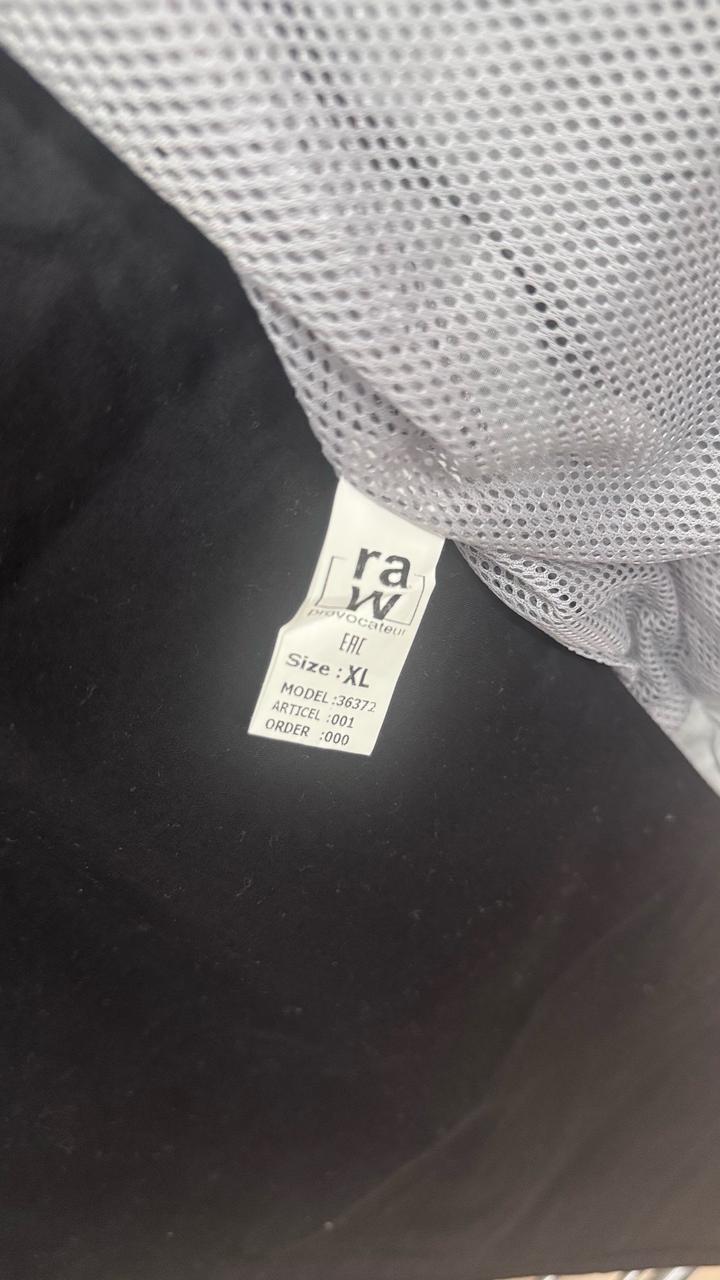 ra
w
provocateur
EAC
Size : XL
MODEL :36372
ARTICEL :001
ORDER :000